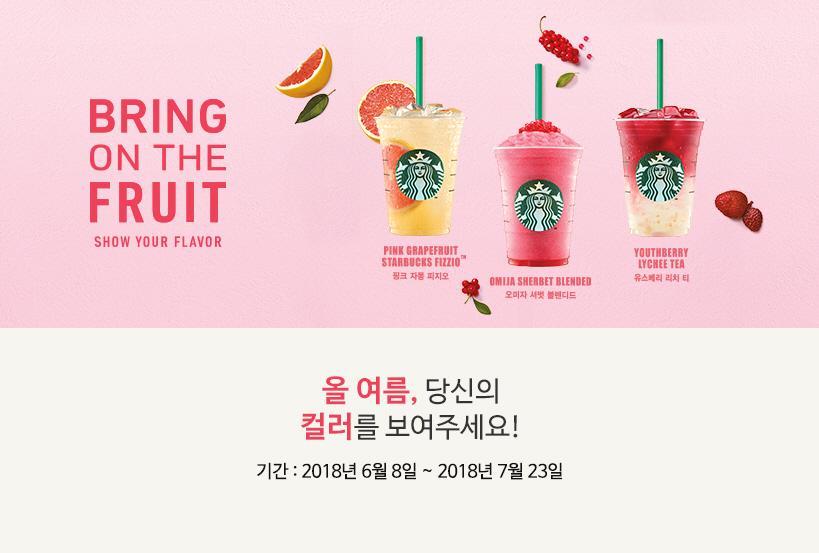 BRING
ON THE
FRUIT
SHOW YOUR FLAVOR
PINK GRAPEFRUIT
STARBUCKS FIZZIO™
핑크 자몽 피지오
OMIJA SHERBET BLENDED
오미자 셔벗 블렌디드
YOUTHBERRY
LYCHEE TEA
유스베리 리치 티
올 여름, 당신의
컬러를 보여주세요!
기간 : 2018년 6월 8일 ~ 2018년 7월 23일